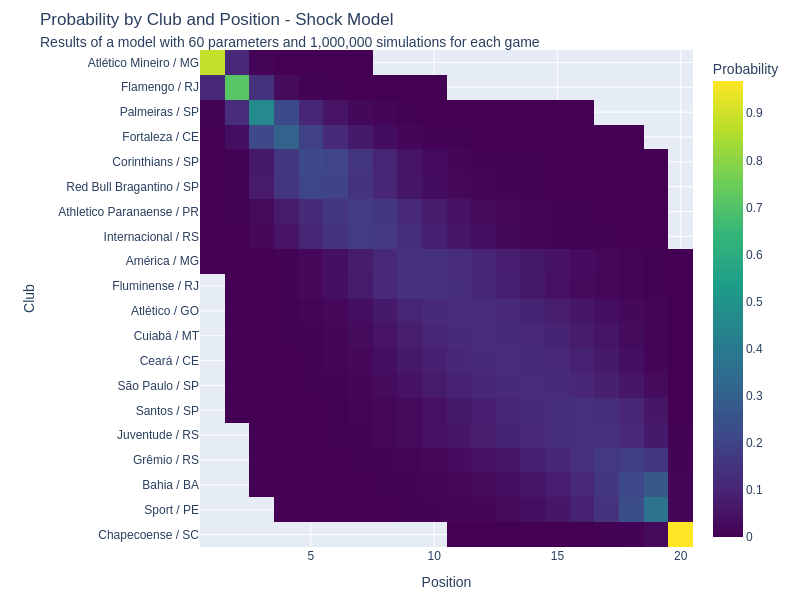 Probability by Club and Position - Shock Model
Results of a model with 60 parameters and 1,000,000 simulations for each game
Probability
Atlético Mineiro / MG
Flamengo / RJ
Palmeiras / SP
Fortaleza / CE
Corinthians / SP
Red Bull Bragantino / SP
Athletico Paranaense / PR
Internacional / RS
América / MG
Fluminense / RJ
Atlético / GO
Cuiabá / MT
Ceará / CE
São Paulo / SP
Santos / SP
Juventude / RS
Grêmio / RS
Bahia / BA
Sport / PE
Chapecoense / SC
Club
5
10
15
20
Position
0.9
0.8
0.7
0.6
0.5
0.4
0.3
0.2
0.1
0